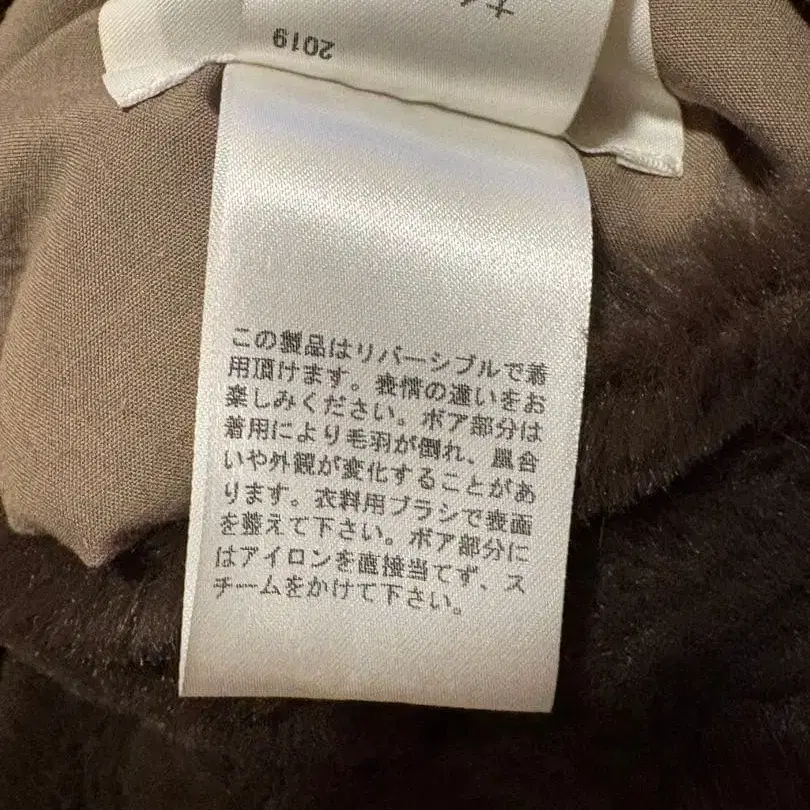 2019
この製品はリバーシブルで着
用頂けます。表情の違いをお
楽しみください。ボア部分は
着用により毛羽が倒れ、風合
いや外観が変化することがあ
ります。衣料用ブラシで表面
を整えて下さい。ボア部分に
はアイロンを直接当てず、ス
チームをかけて下さい。